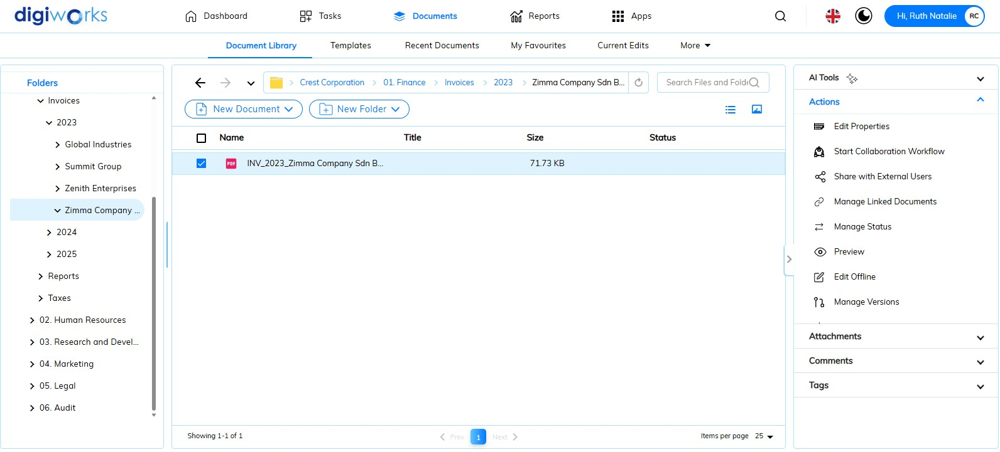 digiworks
Dashboard
Tasks
Documents
Reports
Apps
Hi, Ruth Natalie
RC
Document Library
Templates
Recent Documents
My Favourites
Current Edits
More
Folders
Invoices
2023
Global Industries
Summit Group
Zenith Enterprises
Zimma Company ...
2024
2025
Reports
Taxes
02. Human Resources
03. Research and Devel...
04. Marketing
05. Legal
06. Audit
Crest Corporation
01. Finance
Invoices
2023
Zimma Company Sdn B...
Search Files and Folde
New Document
New Folder
Name
Title
Size
Status
PDF
INV_2023_Zimma Company Sdn B...
71.73 KB
Showing 1-1 of 1
Prev
1
Next
Items per page
25
AI Tools
Actions
Edit Properties
Start Collaboration Workflow
Share with External Users
Manage Linked Documents
Manage Status
Preview
Edit Offline
Manage Versions
Attachments
Comments
Tags